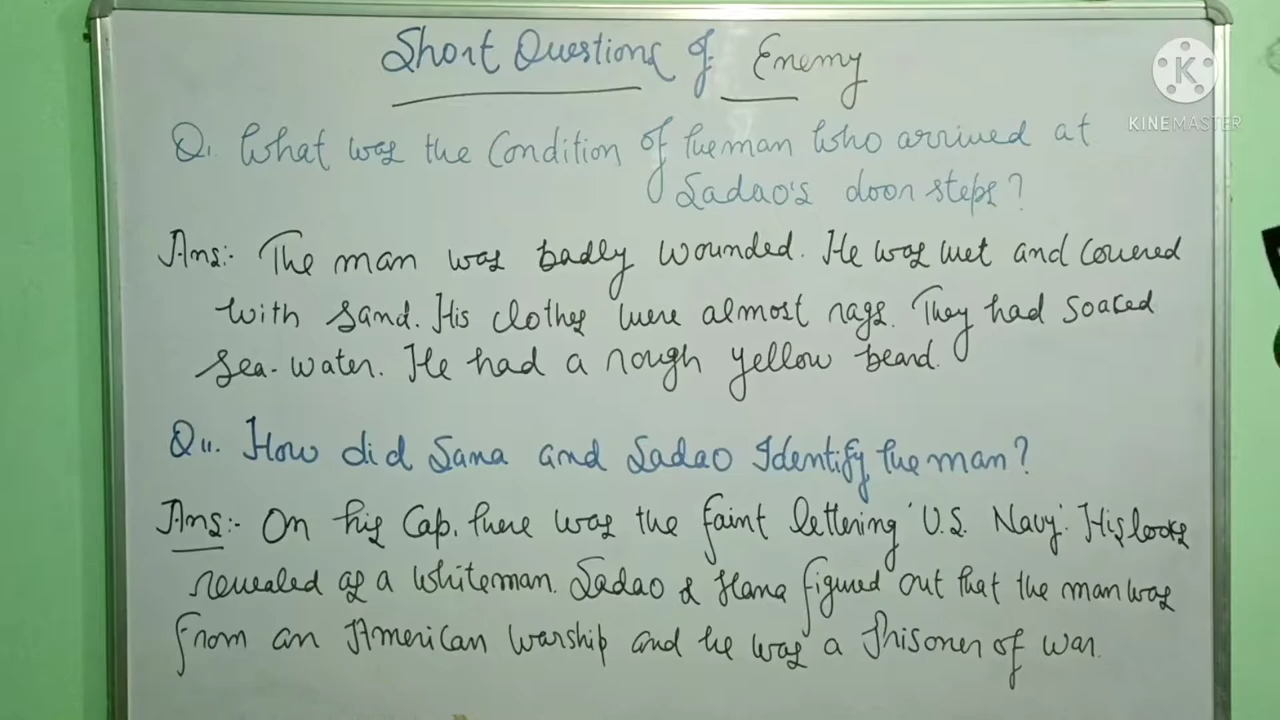 Short Questions of Enemy
K
KINEMASTER
Q1. What was the Condition of the man who arrived at
Sadao's door steps?
Ans:- The man was badly wounded. He was wet and covered
with sand. His clothes were almost rags. They had soaked
sea-water. He had a rough yellow beard.
Q11. How did Sana and Sadao Identify the man?
Ans:- On his Cap, there was the faint lettering 'U.S. Navy'. His looks
revealed as a whiteman. Sadao & Hana figured out that the man was
from an American warship and he was a Prisoner of war.